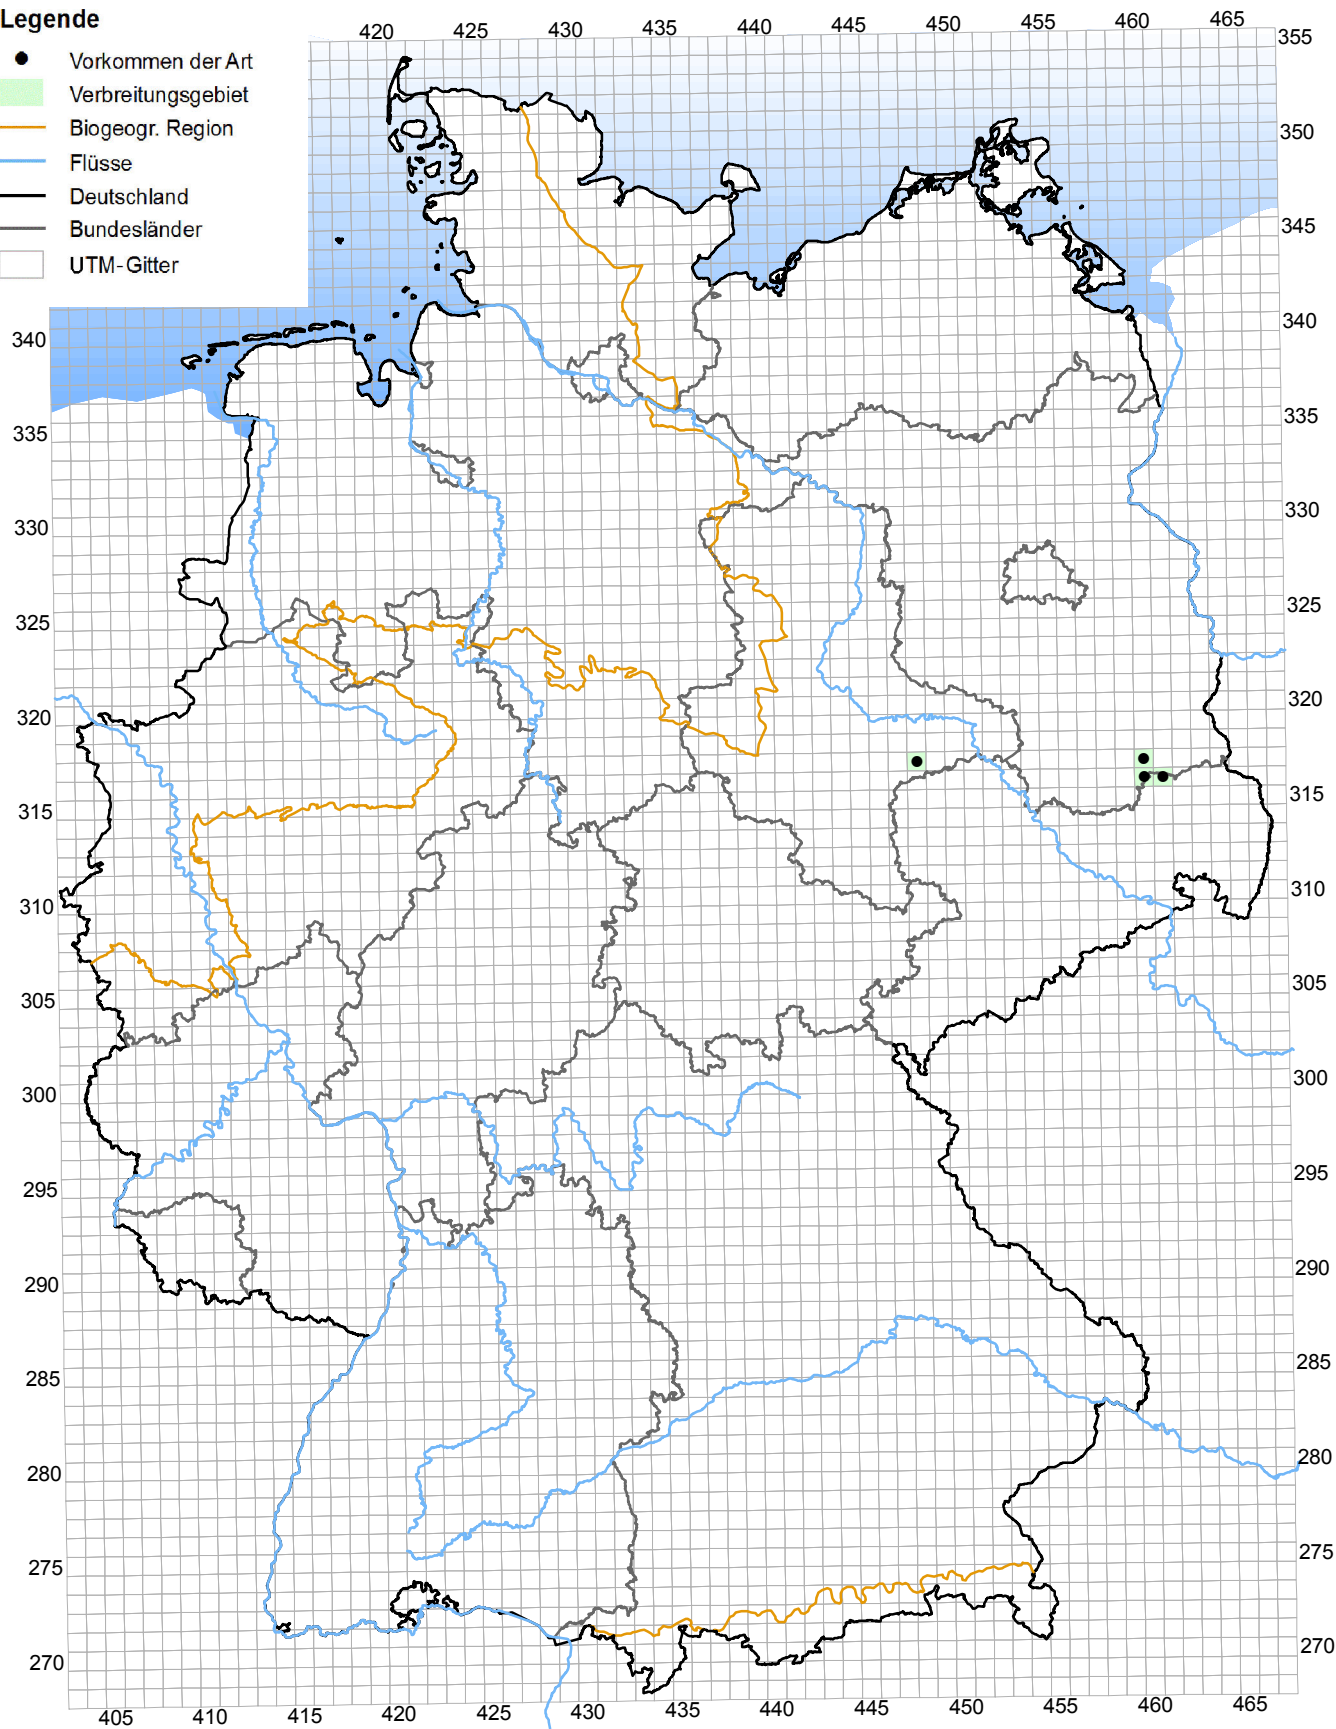 Legende
Vorkommen der Art
Verbreitungsgebiet
Biogeogr. Region
Flüsse
Deutschland
Bundesländer
UTM-Gitter
420 425 430 435 440 445 450 455 460 465
355
350
345
340 340
335 335
330 330
325 325
320 320
315 315
310 310
305 305
300 300
295 295
290 290
285 285
280 280
275 275
270 270
405 410 415 420 425 430 435 440 445 450 455 460 465